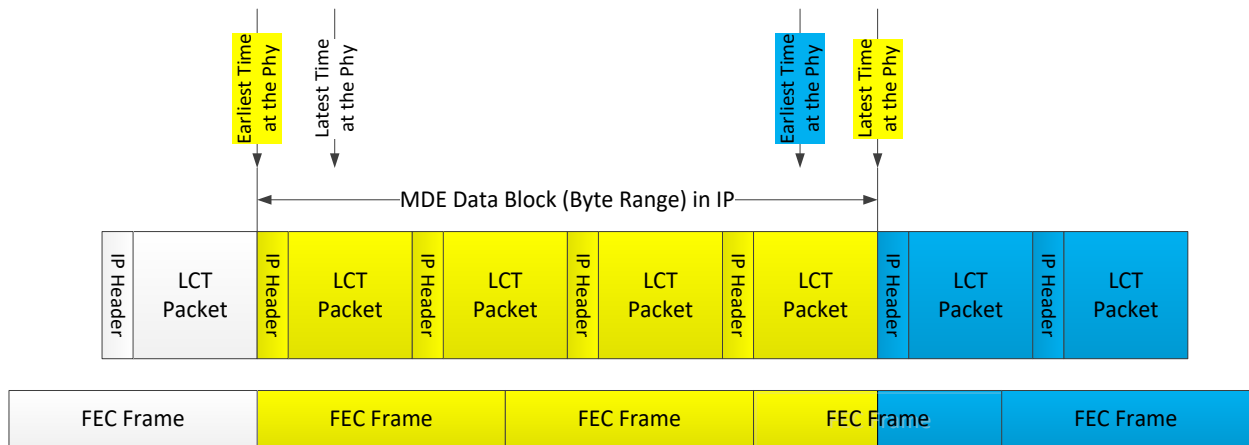 Earliest Time
at the Phy
Latest Time
at the Phy
Earliest Time
at the Phy
Latest Time
at the Phy
MDE Data Block (Byte Range) in IP
IP Header
LCT
Packet
IP Header
LCT
Packet
IP Header
LCT
Packet
IP Header
LCT
Packet
IP Header
LCT
Packet
IP Header
LCT
Packet
IP Header
LCT
Packet
FEC Frame
FEC Frame
FEC Frame
FEC Frame
FEC Frame